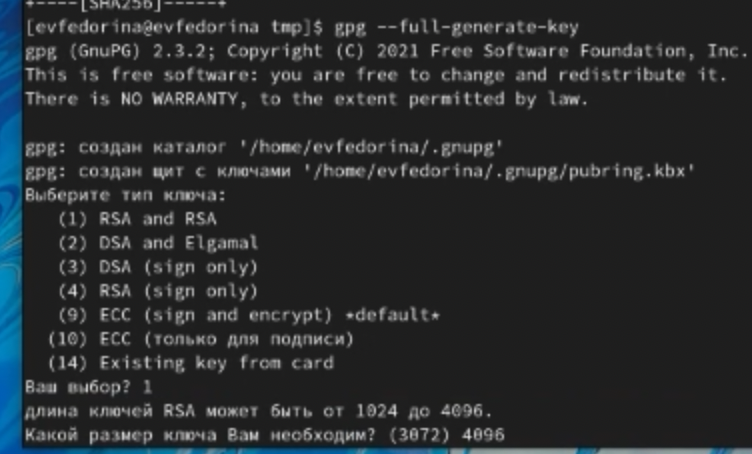 +----[SHA256]-----+
[evfedorina@evfedorina tmp]$ gpg --full-generate-key
gpg (GnuPG) 2.3.2; Copyright (C) 2021 Free Software Foundation, Inc.
This is free software: you are free to change and redistribute it.
There is NO WARRANTY, to the extent permitted by law.
gpg: создан каталог '/home/evfedorina/.gnupg'
gpg: создан щит с ключами '/home/evfedorina/.gnupg/pubring.kbx'
Выберите тип ключа:
(1) RSA and RSA
(2) DSA and Elgamal
(3) DSA (sign only)
(4) RSA (sign only)
(9) ECC (sign and encrypt) *default*
(10) ECC (только для подписи)
(14) Existing key from card
Ваш выбор? 1
длина ключей RSA может быть от 1024 до 4096.
Какой размер ключа Вам необходим? (3072) 4096